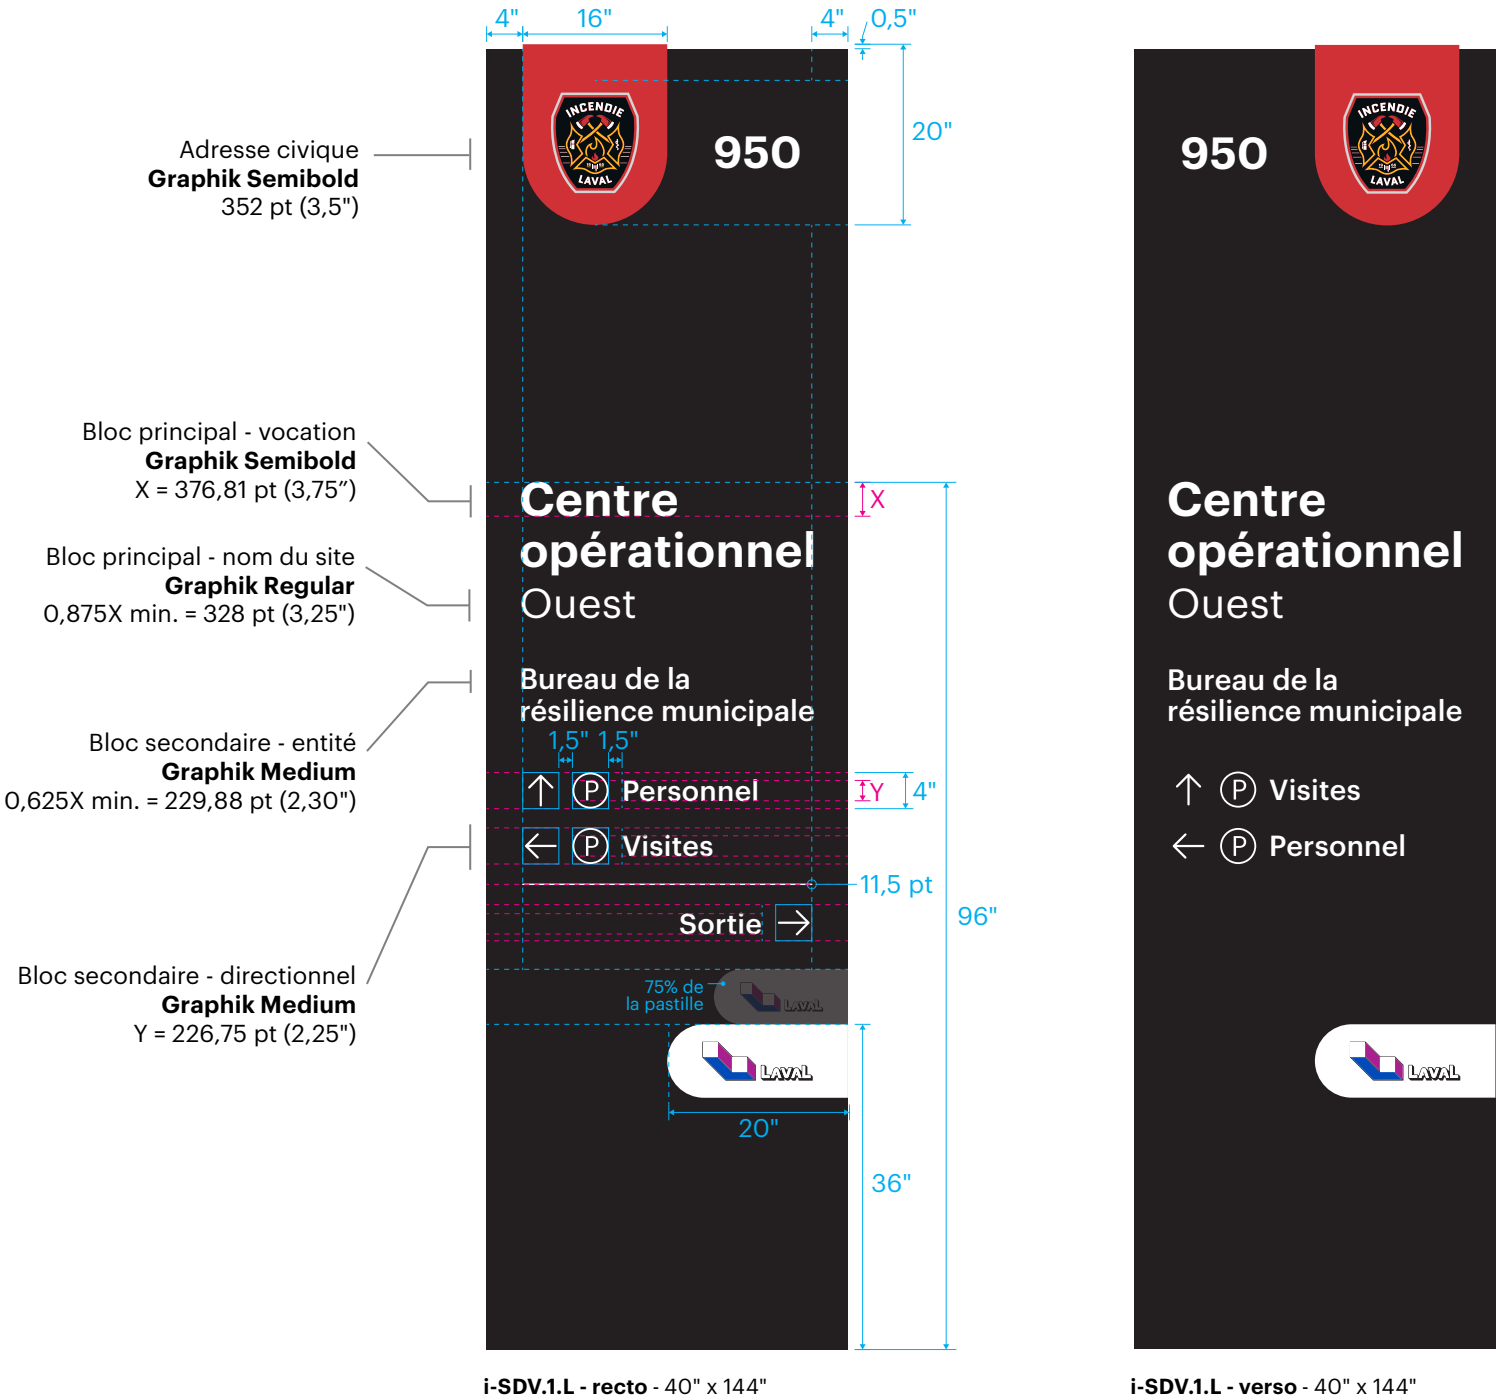 4" 16" 4" 0,5"
INCENDIE
LAVAL
950
20"
Adresse civique
Graphik Semibold
352 pt (3,5")
Bloc principal - vocation
Graphik Semibold
X = 376,81 pt (3,75”)
Bloc principal - nom du site
Graphik Regular
0,875X min. = 328 pt (3,25")
Bloc secondaire - entité
Graphik Medium
0,625X min. = 229,88 pt (2,30")
Bloc secondaire - directionnel
Graphik Medium
Y = 226,75 pt (2,25")
Centre
opérationnel
Ouest
X
Bureau de la
résilience municipale
1,5" 1,5"
P Personnel
Y 4"
P Visites
11,5 pt
96"
Sortie
75% de
la pastille
LAVAL
LAVAL
20"
36"
i-SDV.1.L - recto - 40" x 144"
950
INCENDIE
LAVAL
Centre
opérationnel
Ouest
Bureau de la
résilience municipale
P Visites
P Personnel
LAVAL
i-SDV.1.L - verso - 40" x 144"